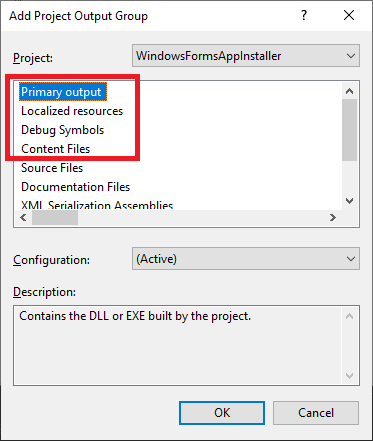 Add Project Output Group
Project: WindowsFormsAppInstaller
Primary output
Localized resources
Debug Symbols
Content Files
Source Files
Documentation Files
XML Serialization Assemblies
Configuration: (Active)
Description:
Contains the DLL or EXE built by the project.
OK Cancel